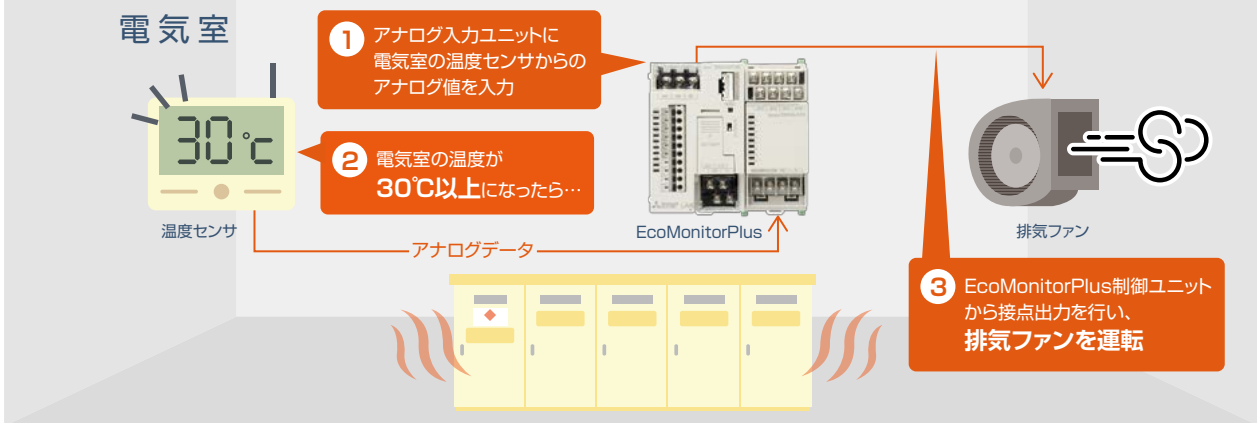 電気室
1 アナログ入力ユニットに
電気室の温度センサからの
アナログ値を入力
30℃
2 電気室の温度が
30℃以上になったら…
温度センサ
アナログデータ
EcoMonitorPlus
排気ファン
3 EcoMonitorPlus制御ユニット
から接点出力を行い、
排気ファンを運転